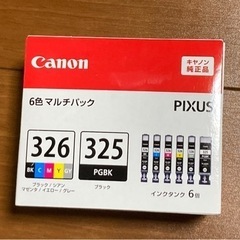 Canon
キヤノン
純正品
6色 マルチパック
PIXUS
326
325
BK C M Y GY
PGBK
ブラック/シアン
マゼンタ/イエロー/グレー
ブラック
インクタンク 6個